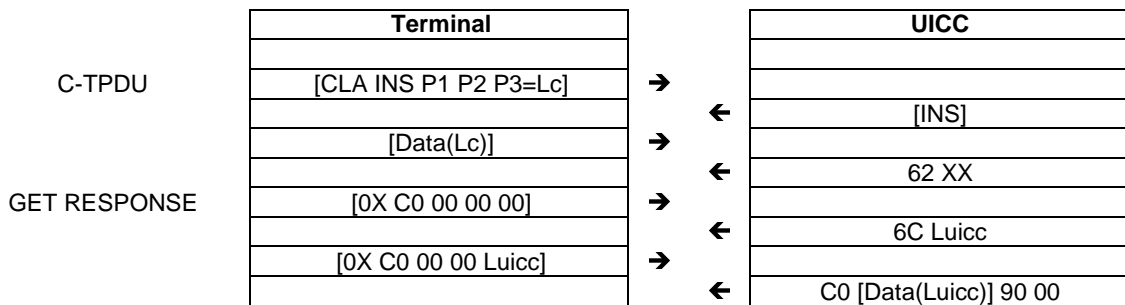 Terminal UICC
C-TPDU [CLA INS P1 P2 P3=Lc] ➔
← [INS]
[Data(Lc)] ➔
← 62 XX
GET RESPONSE [0X C0 00 00 00] ➔
← 6C Luicc
[0X C0 00 00 Luicc] ➔
← C0 [Data(Luicc)] 90 00